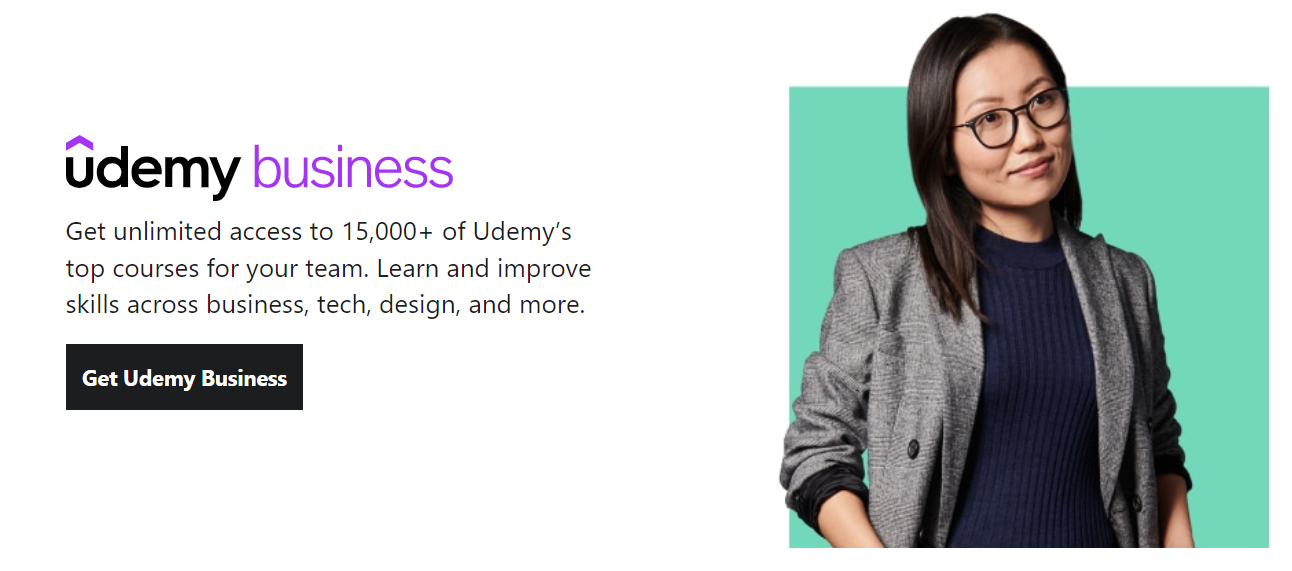 udemy business
Get unlimited access to 15,000+ of Udemy’s
top courses for your team. Learn and improve
skills across business, tech, design, and more.
Get Udemy Business